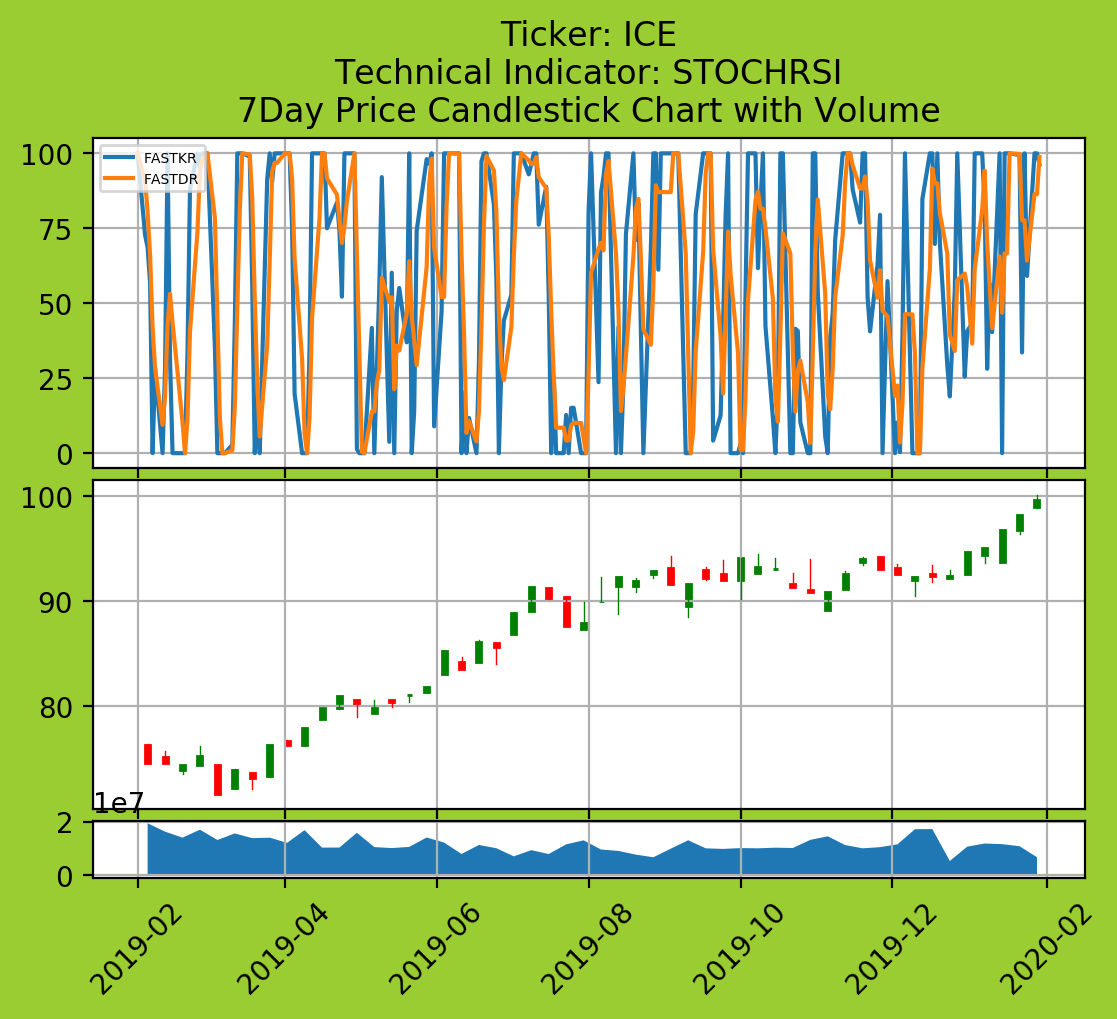 Ticker: ICE
Technical Indicator: STOCHRSI
7Day Price Candlestick Chart with Volume
100
75
50
25
0
FASTKR
FASTDR
100
90
80
1e7
2
0
2019-02
2019-04
2019-06
2019-08
2019-10
2019-12
2020-02